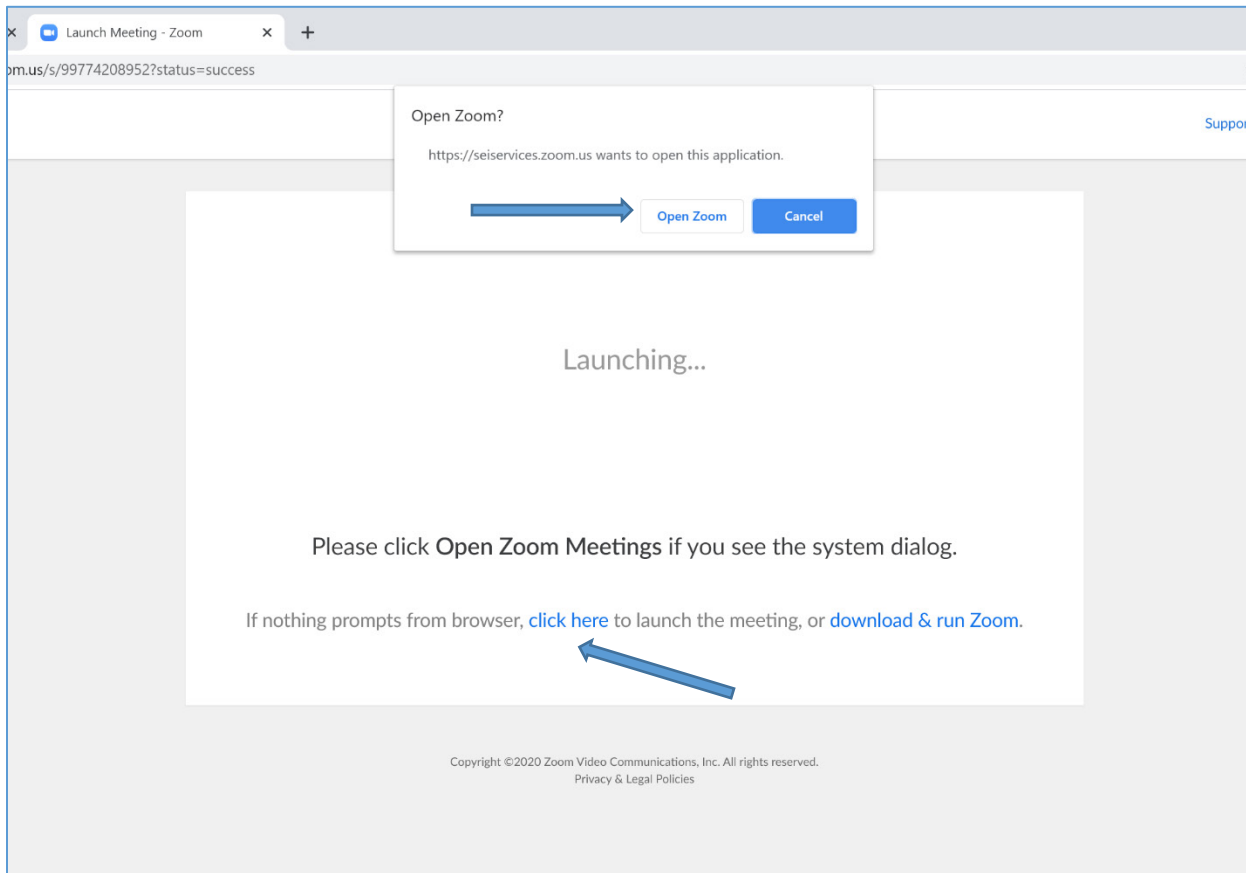 Launch Meeting - Zoom
om.us/s/99774208952?status=success
Open Zoom?
https://seiservices.zoom.us wants to open this application.
Open Zoom Cancel
Suppor
Launching...
Please click Open Zoom Meetings if you see the system dialog.
If nothing prompts from browser, click here to launch the meeting, or download & run Zoom.
Copyright ©2020 Zoom Video Communications, Inc. All rights reserved.
Privacy & Legal Policies